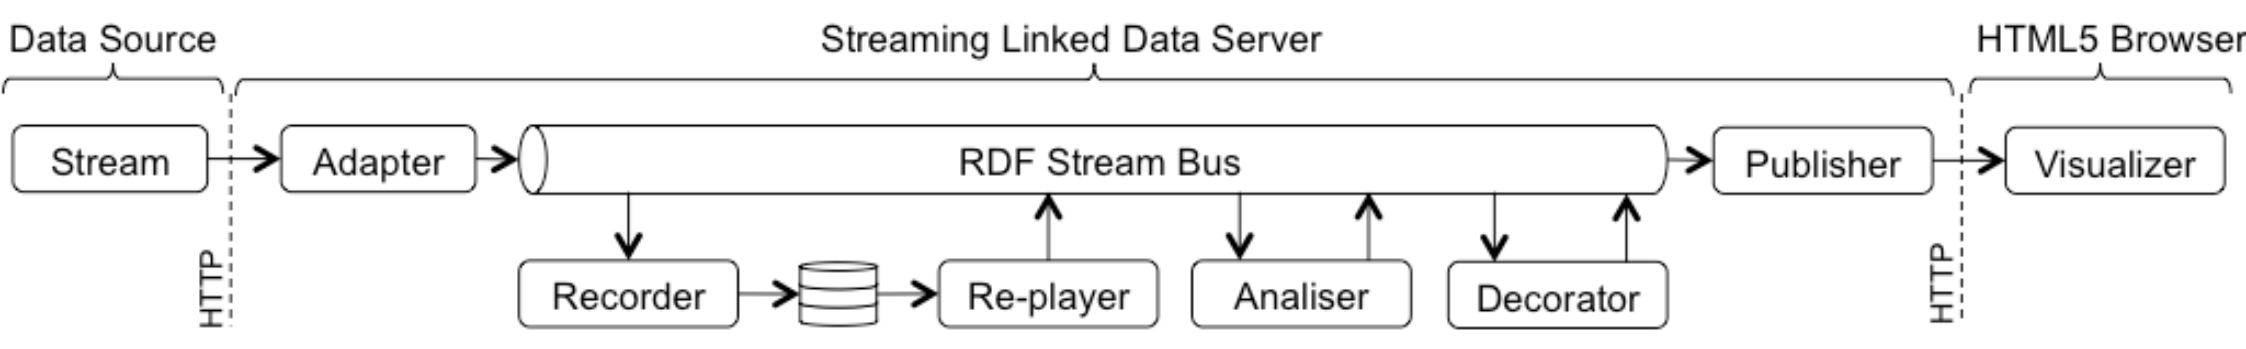 Data Source
Streaming Linked Data Server
HTML5 Browser
Stream
Adapter
RDF Stream Bus
Publisher
Visualizer
HTTP
Recorder
Re-player
Analiser
Decorator
HTTP